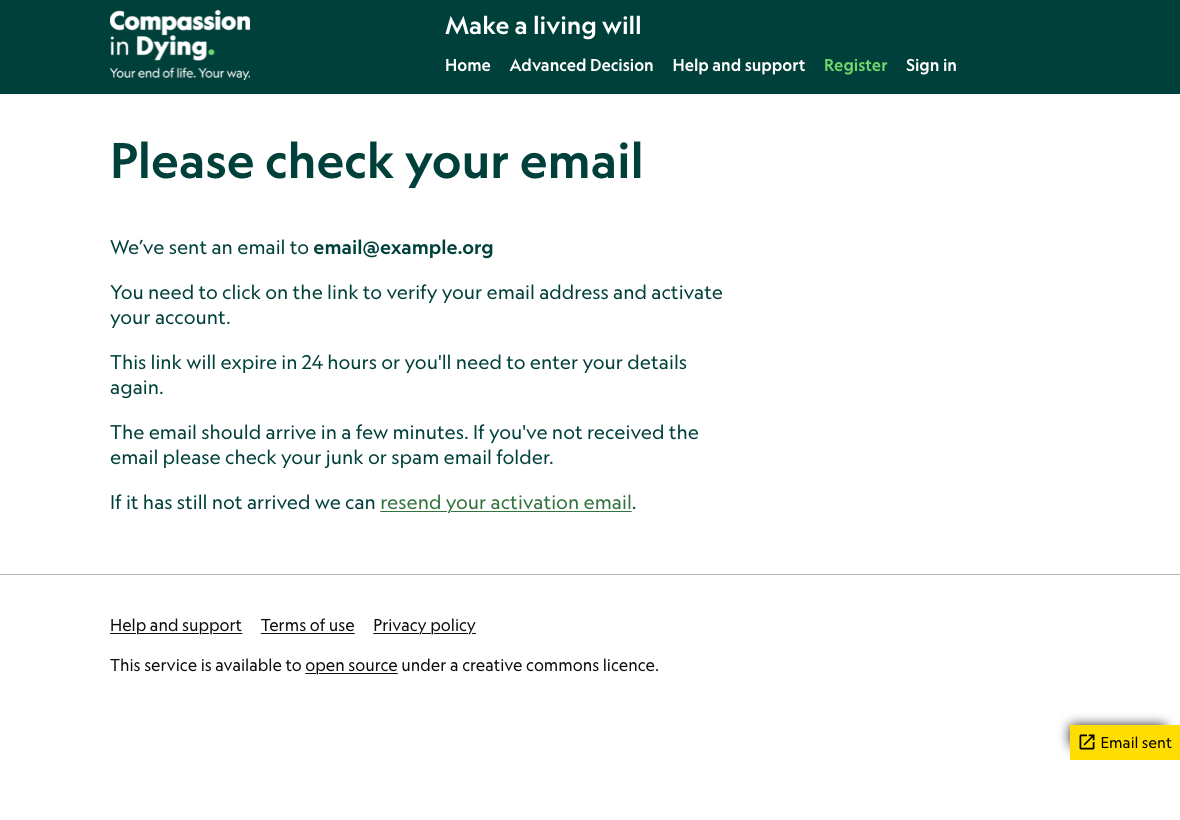 Compassion
in Dying.
Your end of life. Your way.
Make a living will
Home Advanced Decision Help and support Register Sign in
Please check your email
We’ve sent an email to email@example.org
You need to click on the link to verify your email address and activate
your account.
This link will expire in 24 hours or you'll need to enter your details
again.
The email should arrive in a few minutes. If you've not received the
email please check your junk or spam email folder.
If it has still not arrived we can resend your activation email.
Help and support Terms of use Privacy policy
This service is available to open source under a creative commons licence.
Email sent